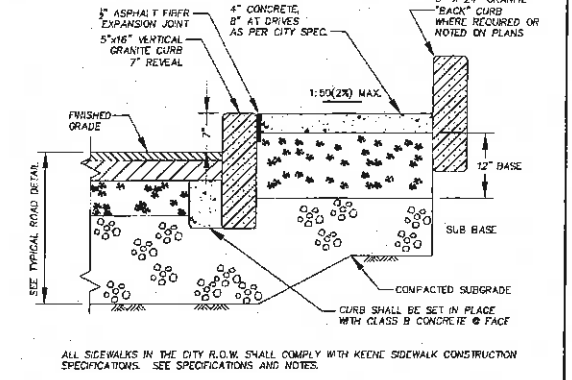 ½" ASPHALT FIBER
EXPANSION JOINT
5"x16" VERTICAL
GRANITE CURB
7" REVEAL
4" CONCRETE,
8" AT DRIVES
AS PER CITY SPEC.
"BACK" CURB
WHERE REQUIRED OR
NOTED ON PLANS
1:50(2%) MAX.
FINISHED
GRADE
7"
12" BASE
SEE TYPICAL ROAD DETAIL
SUB BASE
COMPACTED SUBGRADE
CURB SHALL BE SET IN PLACE
WITH CLASS B CONCRETE @ FACE
ALL SIDEWALKS IN THE CITY R.O.W. SHALL COMPLY WITH KEENE SIDEWALK CONSTRUCTION
SPECIFICATIONS. SEE SPECIFICATIONS AND NOTES.